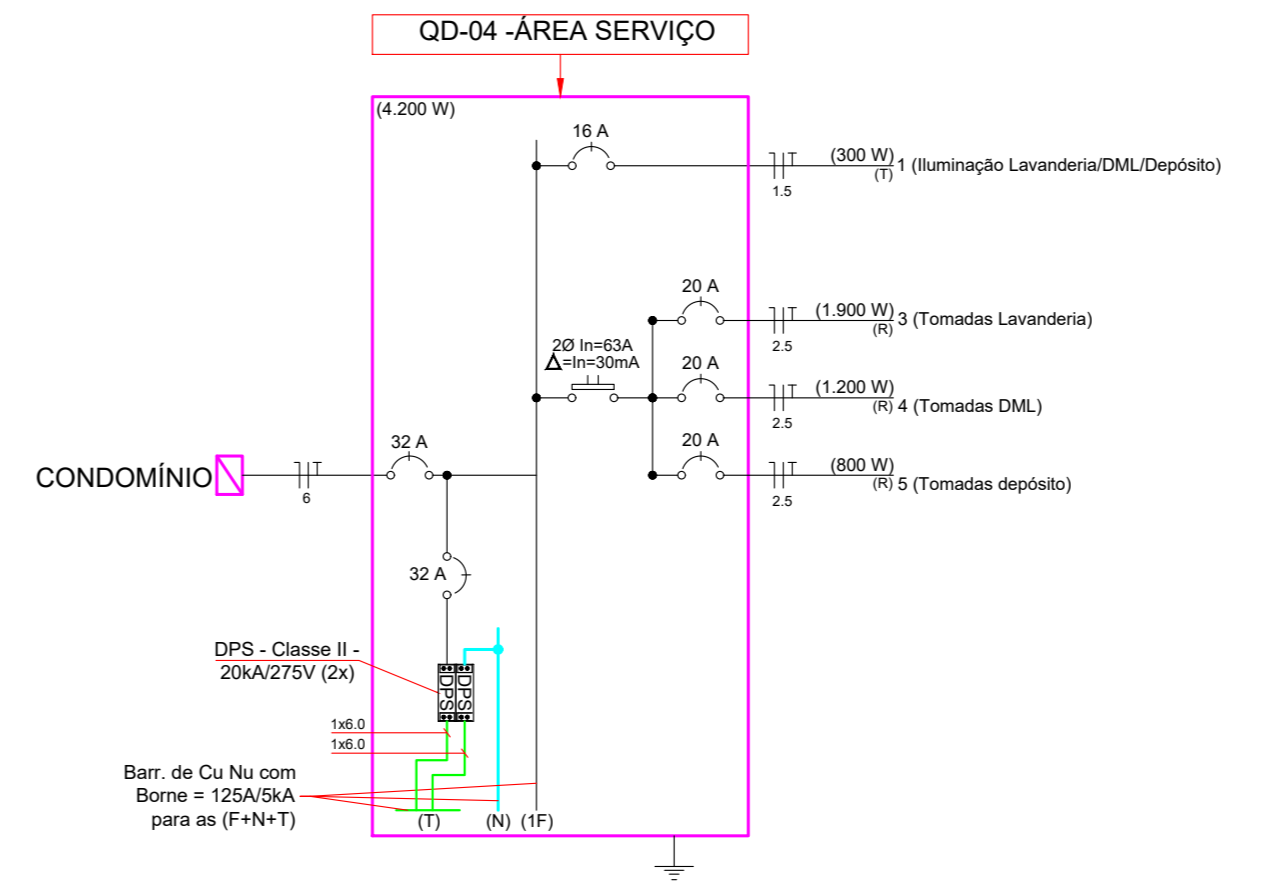 QD-04 -ÁREA SERVIÇO
(4.200 W)
16 A
1.5
(300 W)
(T)
1 (Iluminação Lavanderia/DML/Depósito)
20 A
2.5
(1.900 W)
(R)
3 (Tomadas Lavanderia)
2Ø In=63A
Δ=In=30mA
20 A
2.5
(1.200 W)
(R)
4 (Tomadas DML)
20 A
2.5
(800 W)
(R)
5 (Tomadas depósito)
CONDOMÍNIO
6
32 A
32 A
DPS - Classe II -
20kA/275V (2x)
DPS
DPS
1x6.0
1x6.0
Barr. de Cu Nu com
Borne = 125A/5kA
para as (F+N+T)
(T)
(N)
(1F)